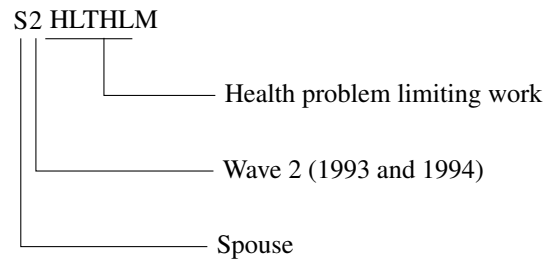 S2 HLTHLM
Health problem limiting work
Wave 2 (1993 and 1994)
Spouse